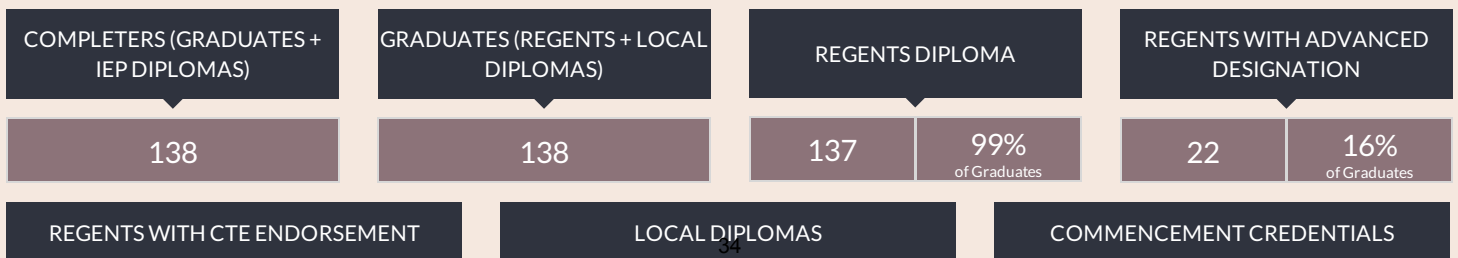 COMPLETERS (GRADUATES +
IEP DIPLOMAS)
138
GRADUATES (REGENTS + LOCAL
DIPLOMAS)
138
REGENTS DIPLOMA
137
99%
of Graduates
REGENTS WITH ADVANCED
DESIGNATION
22
16%
of Graduates
REGENTS WITH CTE ENDORSEMENT
LOCAL DIPLOMAS
34
COMMENCEMENT CREDENTIALS